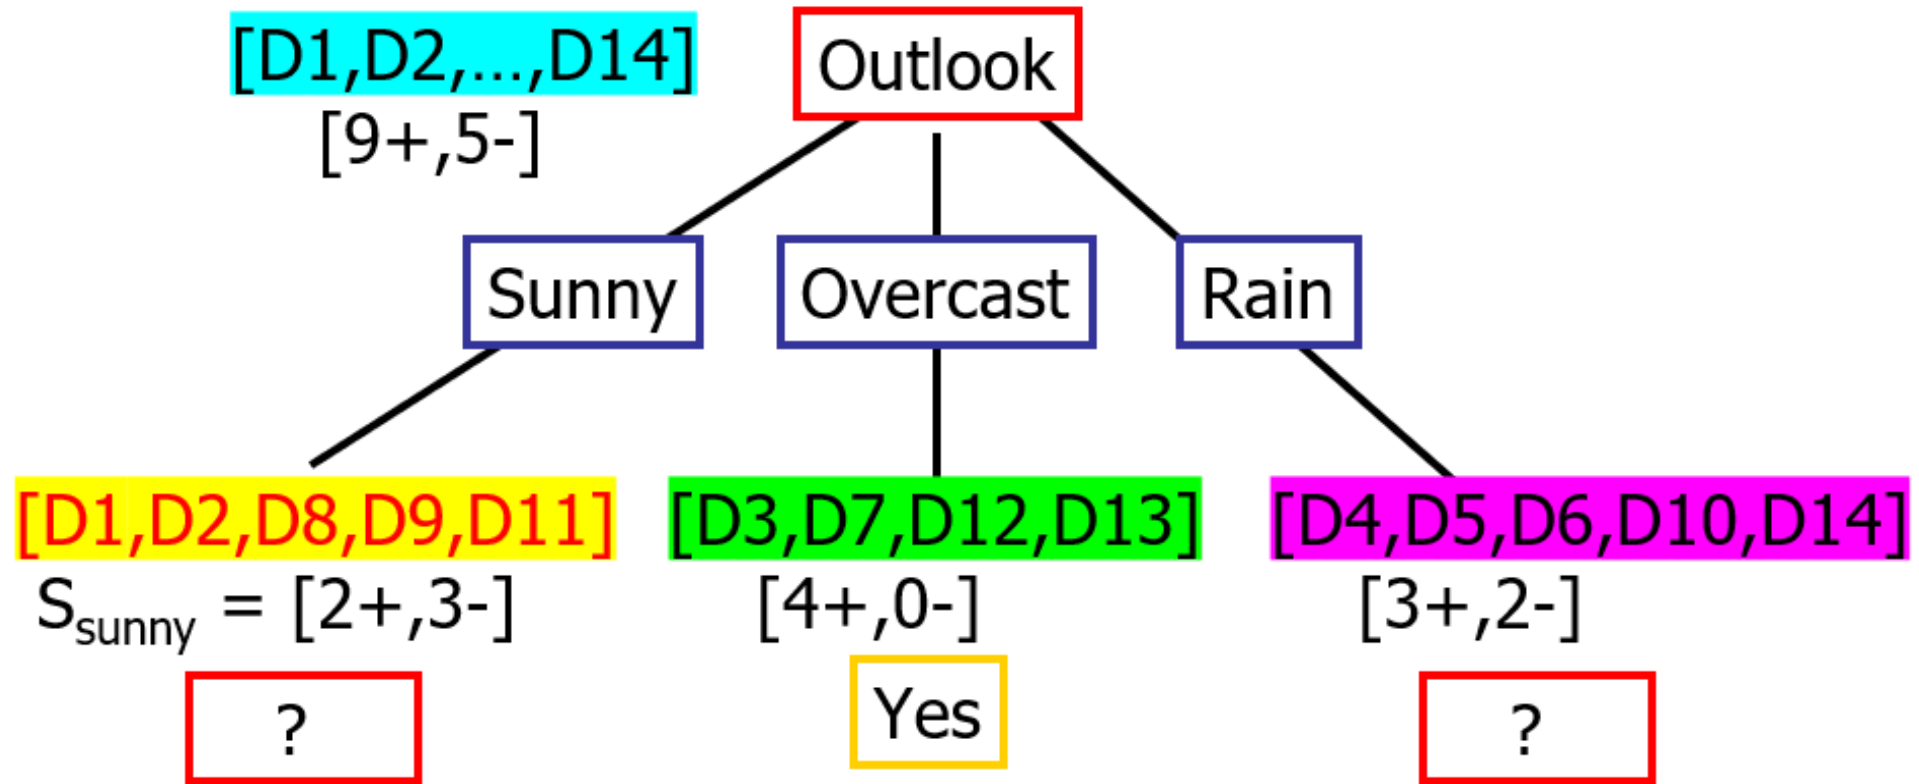 [D1,D2,...,D14]
Outlook
[9+,5-]
Sunny
Overcast
Rain
[D1,D2,D8,D9,D11]
[D3,D7,D12,D13]
[D4,D5,D6,D10,D14]
Ssunny = [2+,3-]
[4+,0-]
[3+,2-]
?
Yes
?